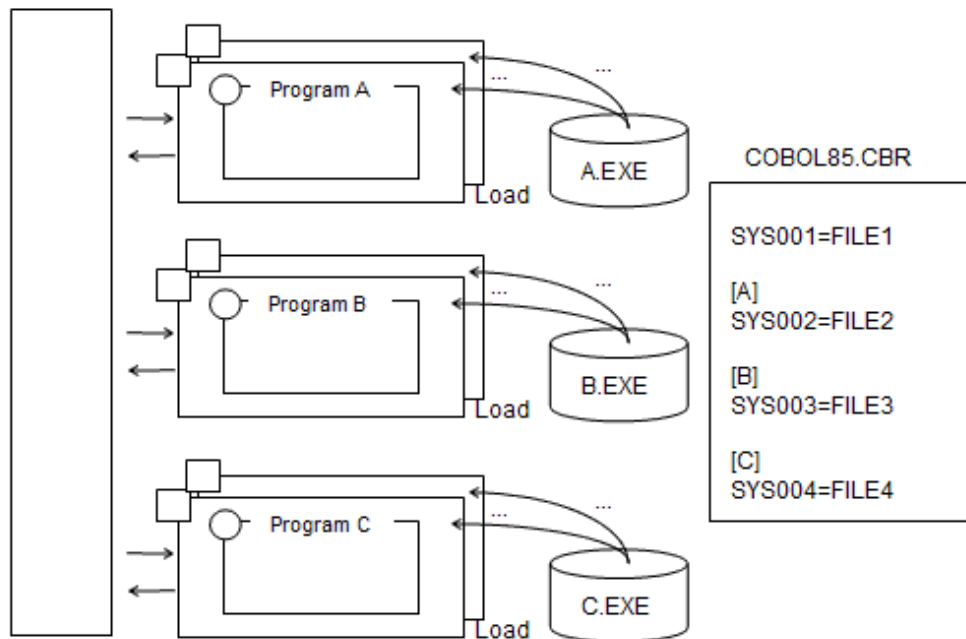 ...
Program A
...
A.EXE
Load
...
Program B
...
B.EXE
Load
...
Program C
...
C.EXE
Load
COBOL85.CBR
SYS001=FILE1
[A]
SYS002=FILE2
[B]
SYS003=FILE3
[C]
SYS004=FILE4